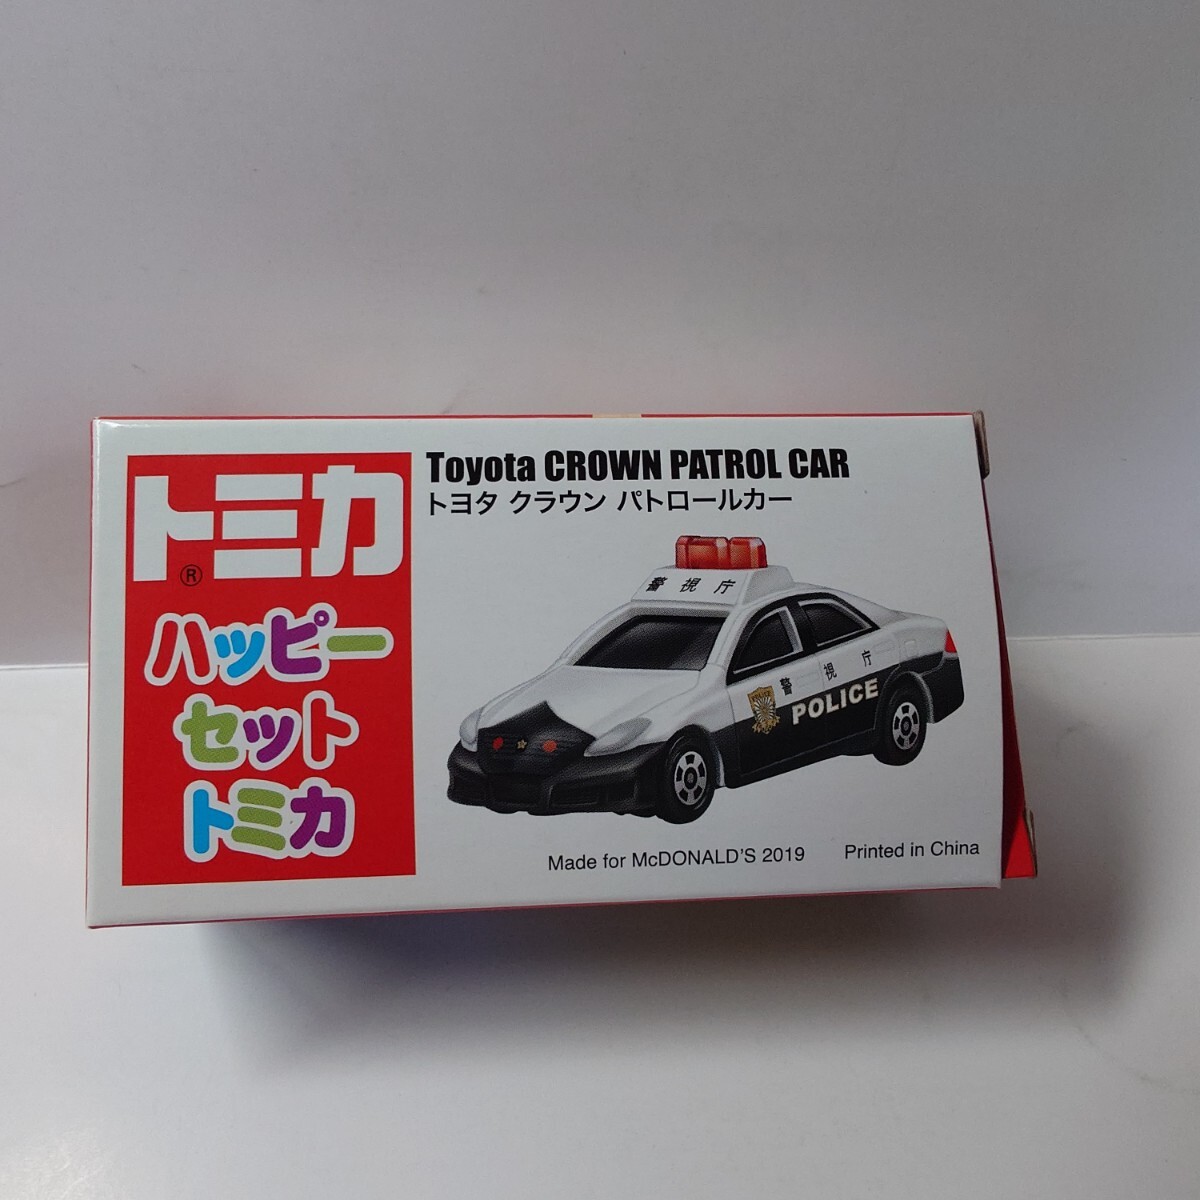 トミカ
®
ハッピー
セット
トミカ
Toyota CROWN PATROL CAR
トヨタ クラウン パトロールカー
警視庁
警視庁
POLICE
POLICE
Made for McDONALD'S 2019
Printed in China